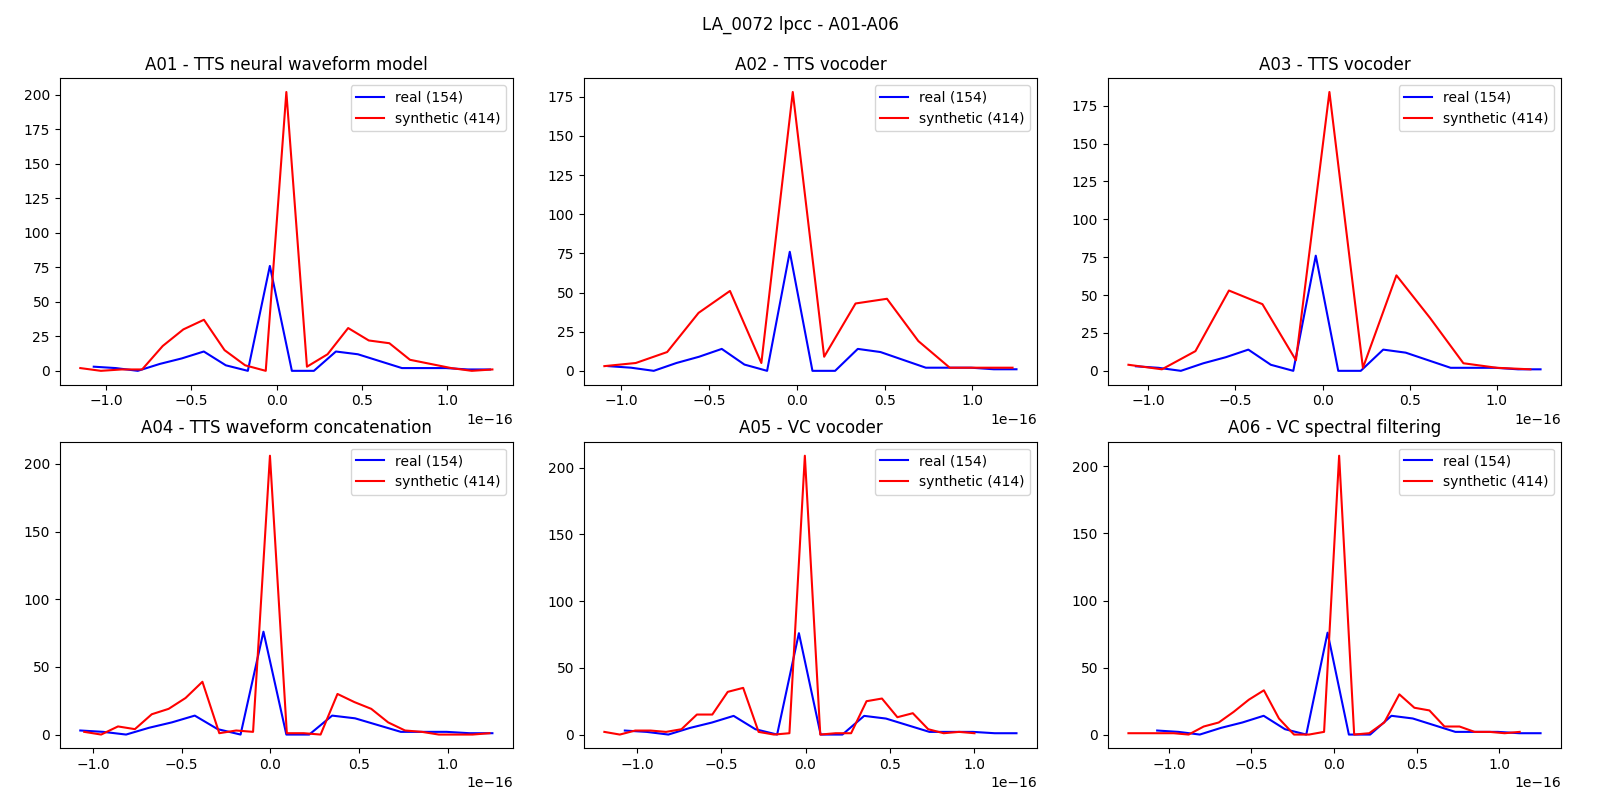 LA_0072 lpcc - A01-A06
A01 - TTS neural waveform model
200
175
150
125
100
75
50
25
0
real (154)
synthetic (414)
−1.0 −0.5 0.0 0.5 1.0
1e−16
A02 - TTS vocoder
175
150
125
100
75
50
25
0
real (154)
synthetic (414)
−1.0 −0.5 0.0 0.5 1.0
1e−16
A03 - TTS vocoder
175
150
125
100
75
50
25
0
real (154)
synthetic (414)
−1.0 −0.5 0.0 0.5 1.0
1e−16
A04 - TTS waveform concatenation
200
150
100
50
0
real (154)
synthetic (414)
−1.0 −0.5 0.0 0.5 1.0
1e−16
A05 - VC vocoder
200
150
100
50
0
real (154)
synthetic (414)
−1.0 −0.5 0.0 0.5 1.0
1e−16
A06 - VC spectral filtering
200
150
100
50
0
real (154)
synthetic (414)
−1.0 −0.5 0.0 0.5 1.0
1e−16